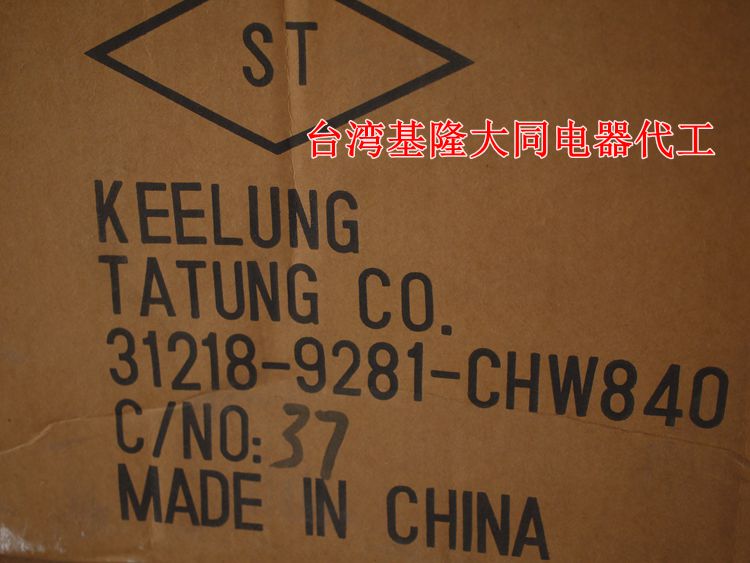 ST
台湾基隆大同电器代工
KEELUNG
TATUNG CO.
31218-9281-CHW840
C/NO: 37
MADE IN CHINA